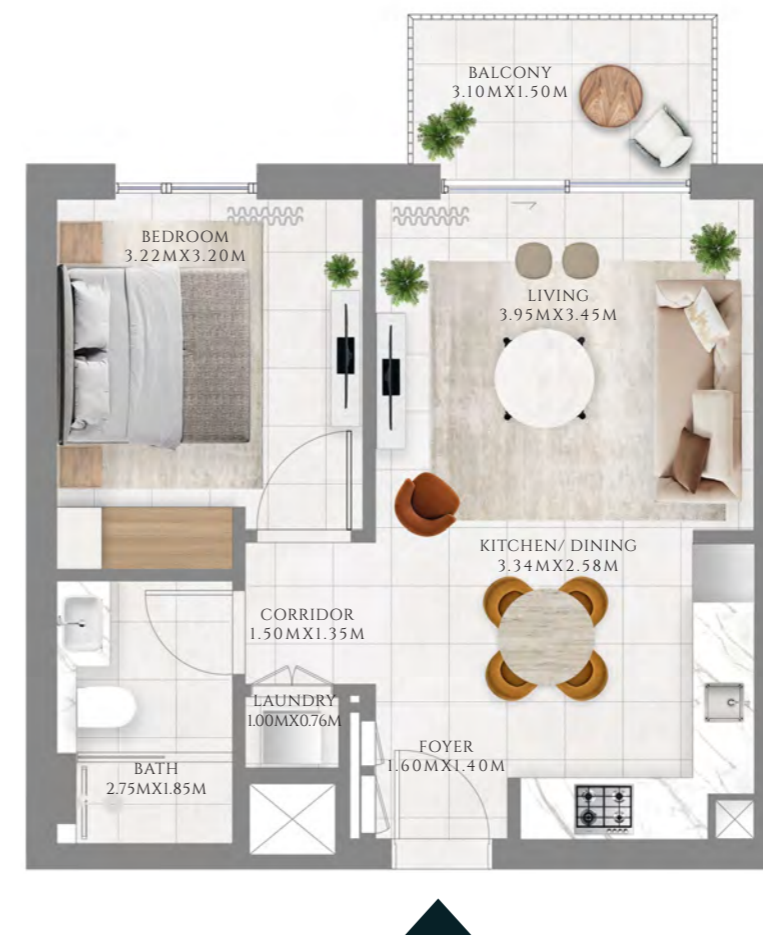 BALCONY
3.10MX1.50M
BEDROOM
3.22MX3.20M
LIVING
3.95MX3.45M
KITCHEN/ DINING
3.34MX2.58M
CORRIDOR
1.50MX1.35M
LAUNDRY
1.00MX0.76M
FOYER
1.60MX1.40M
BATH
2.75MX1.85M